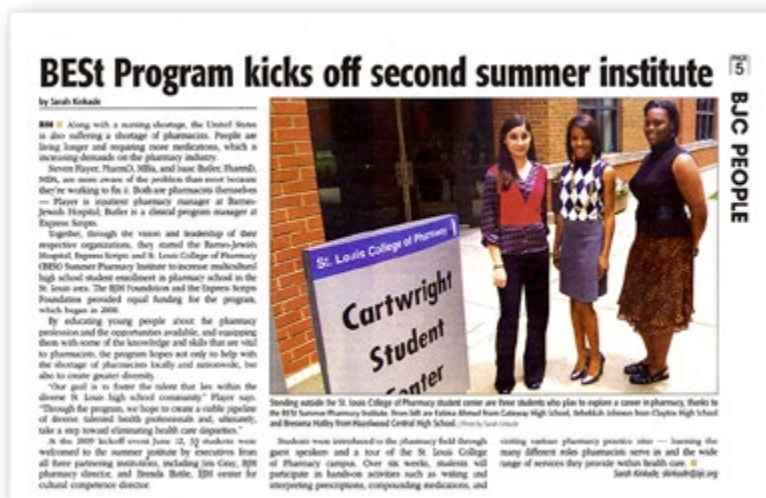 BESt Program kicks off second summer institute
by Sarah Kinkade
BJH Along with a nursing shortage, the United States
is also suffering a shortage of pharmacists. People are
living longer and requiring more medications, which is
increasing demands on the pharmacy industry.
Steven Player, PharmD, MBA, and Isaac Butler, PharmD,
MBA, are more aware of the problem than most because
they're working to fix it. Both are pharmacists themselves
— Player is inpatient pharmacy manager at Barnes-
Jewish Hospital; Butler is a clinical program manager at
Express Scripts.
Together, through the vision and leadership of their
respective organizations, they started the Barnes-Jewish
Hospital, Express Scripts and St. Louis College of Pharmacy
(BESt) Summer Pharmacy Institute to increase multicultural
high school student enrollment in pharmacy school in the
St. Louis area. The BJH Foundation and the Express Scripts
Foundation provided equal funding for the program,
which began in 2008.
By educating young people about the pharmacy
profession and the opportunities available, and equipping
them with some of the knowledge and skills that are vital
to pharmacists, the program hopes not only to help with
the shortage of pharmacists locally and nationwide, but
also to create greater diversity.
"Our goal is to foster the talent that lies within the
diverse St. Louis high school community." Player says.
"Through the program, we hope to create a viable pipeline
of diverse, talented health professionals and, ultimately,
take a step toward eliminating health care disparities."
At the 2009 kickoff event June 12, students were
welcomed to the summer institute by executives from
all three partnering institutions, including Jim Gray, BJH
pharmacy director, and Brenda Battle, BJH center for
cultural competence director.
St. Louis College of Pharmacy
Cartwright
Student
Center
Standing outside the St. Louis College of Pharmacy student center are three students who plan to explore a career in pharmacy, thanks to
the BESt Summer Pharmacy Institute. From left are Fatima Ahmed from Gateway High School, Johnson from Clayton High School
and Hatley from Hazelwood Central High School. Photo by Sarah Kinkade
Students were introduced to the pharmacy field through
guest speakers and a tour of the St. Louis College
of Pharmacy campus. Over six weeks, students will
participate in hands-on activities such as writing and
interpreting prescriptions, compounding medications, and
visiting various pharmacy practice sites — learning the
many different roles pharmacists serve in and the wide
range of services they provide within health care.
Sarah Kinkade, skinkade@bjc.org
PAGE
5
BJC PEOPLE